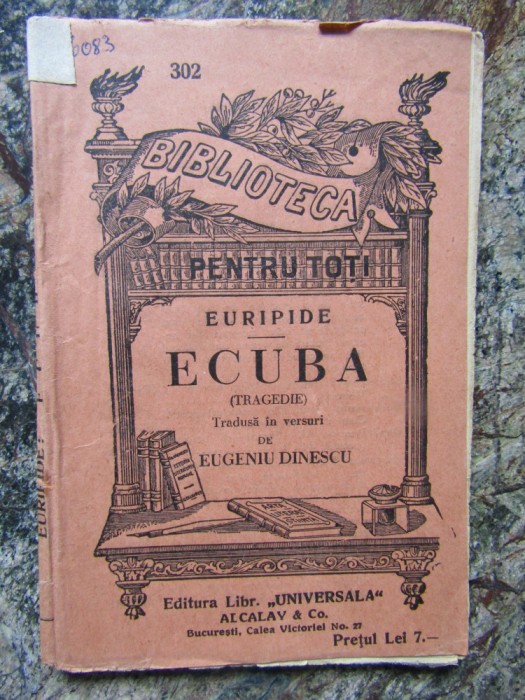 6083
302
BIBLIOTECA
PENTRU TOȚI
EURIPIDE
ECUBA
(TRAGEDIE)
Tradusă în versuri
DE
EUGENIU DINESCU
Editura Libr. „UNIVERSALA“
ALCALAY & Co.
București, Calea Victoriei No. 27
Prețul Lei 7.—
EURIPIDE